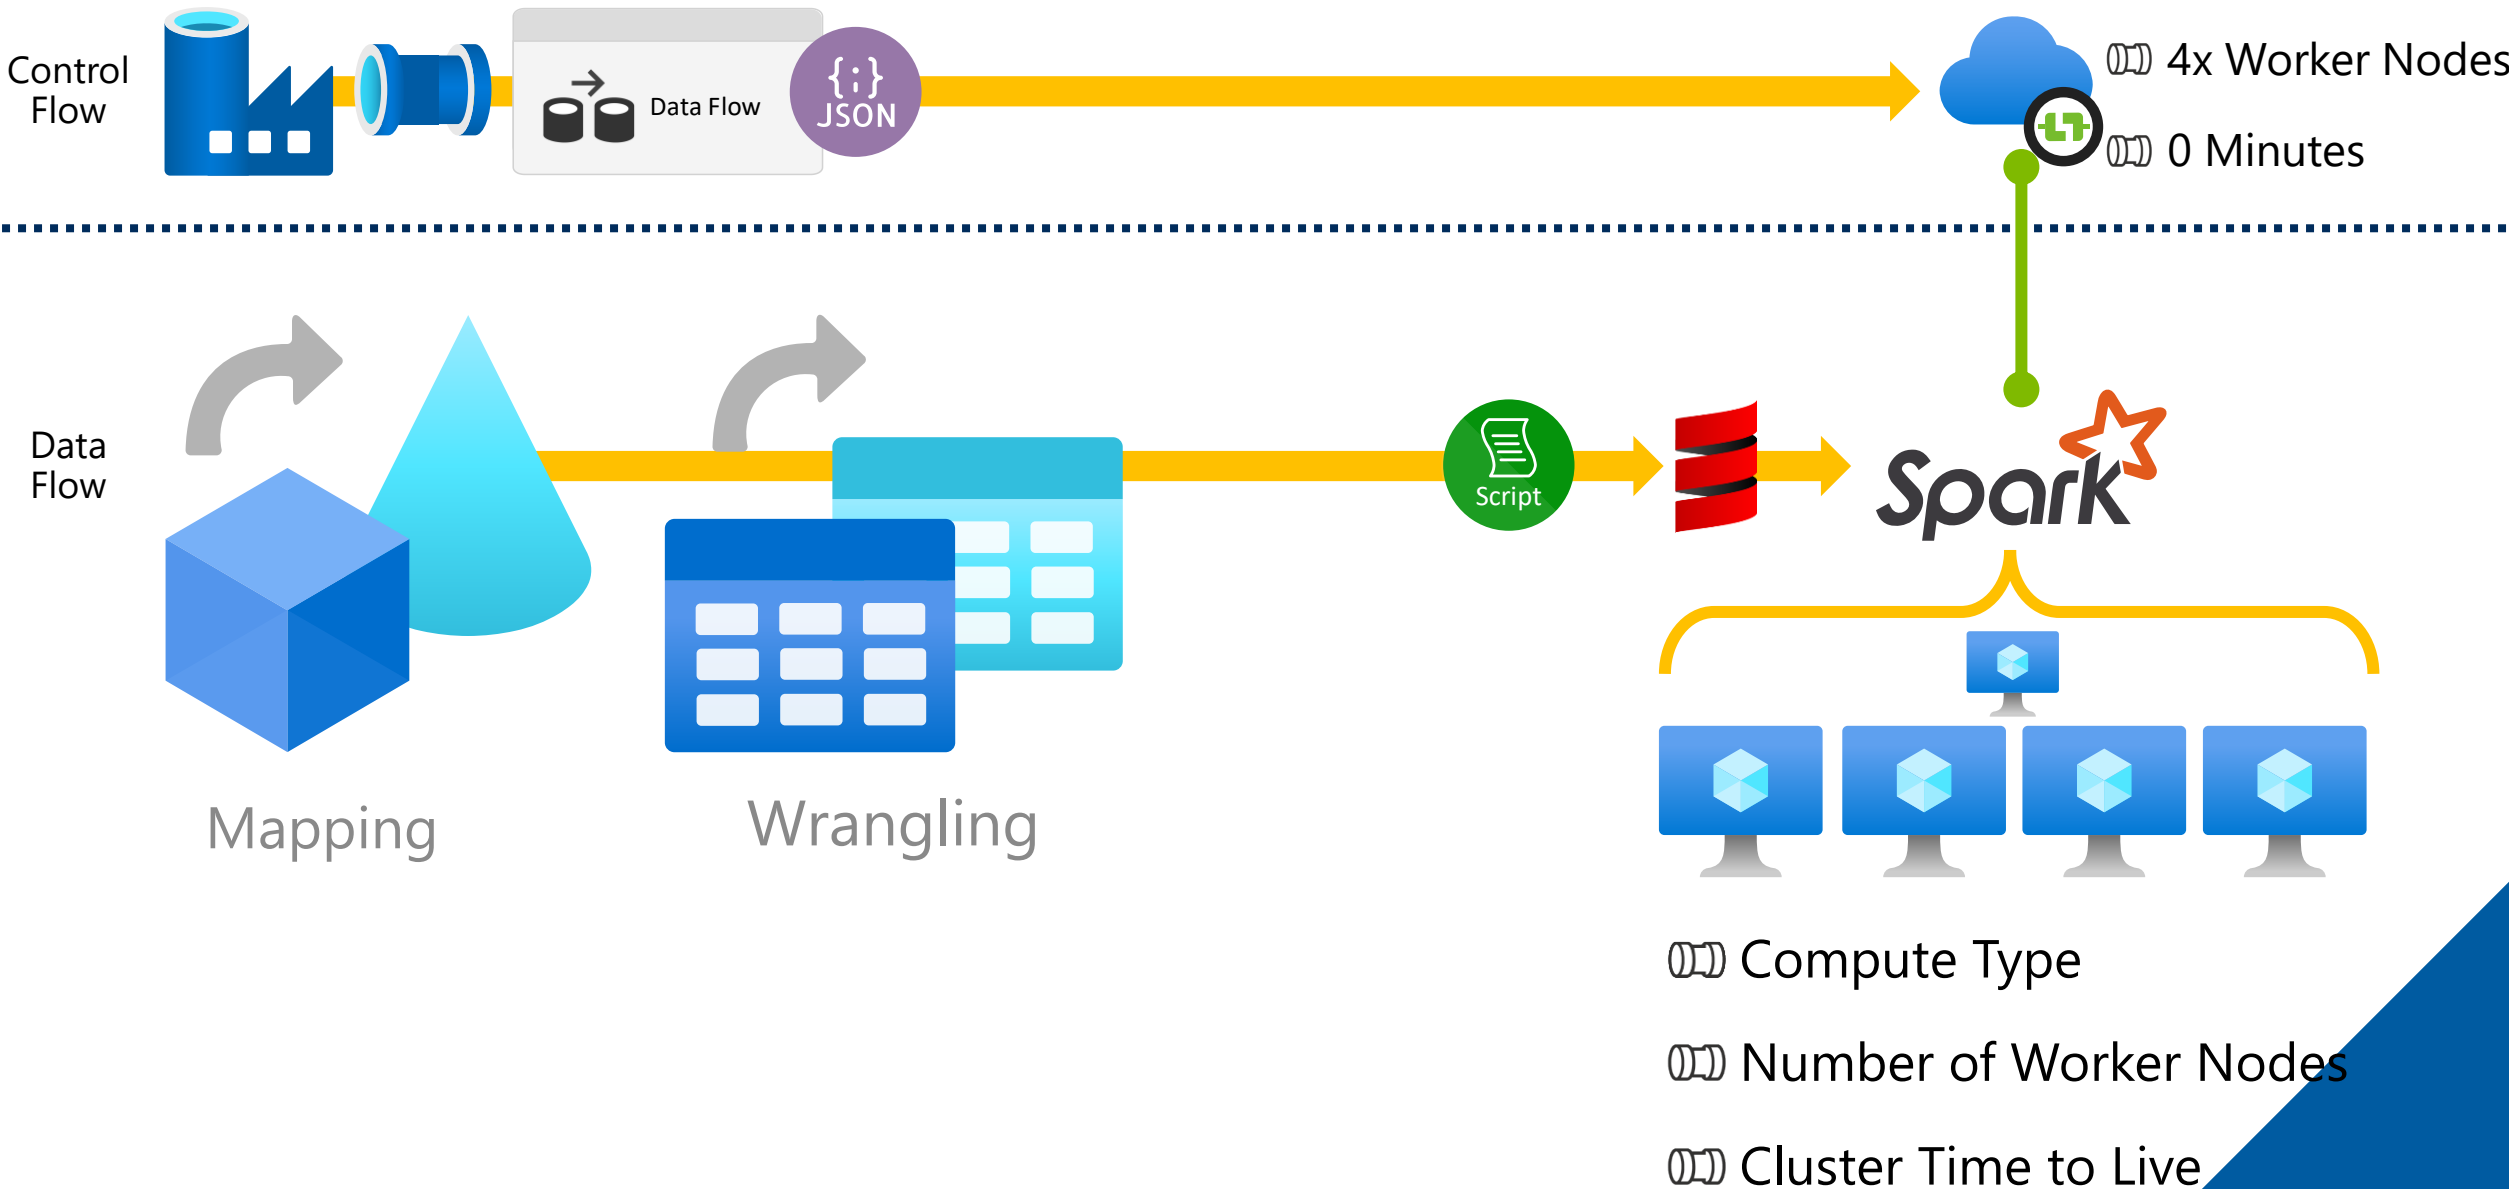 Control
Flow
Data Flow
{;}
JSON
4x Worker Nodes
0 Minutes
Data
Flow
Script
Spark
Mapping
Wrangling
Compute Type
Number of Worker Nodes
Cluster Time to Live